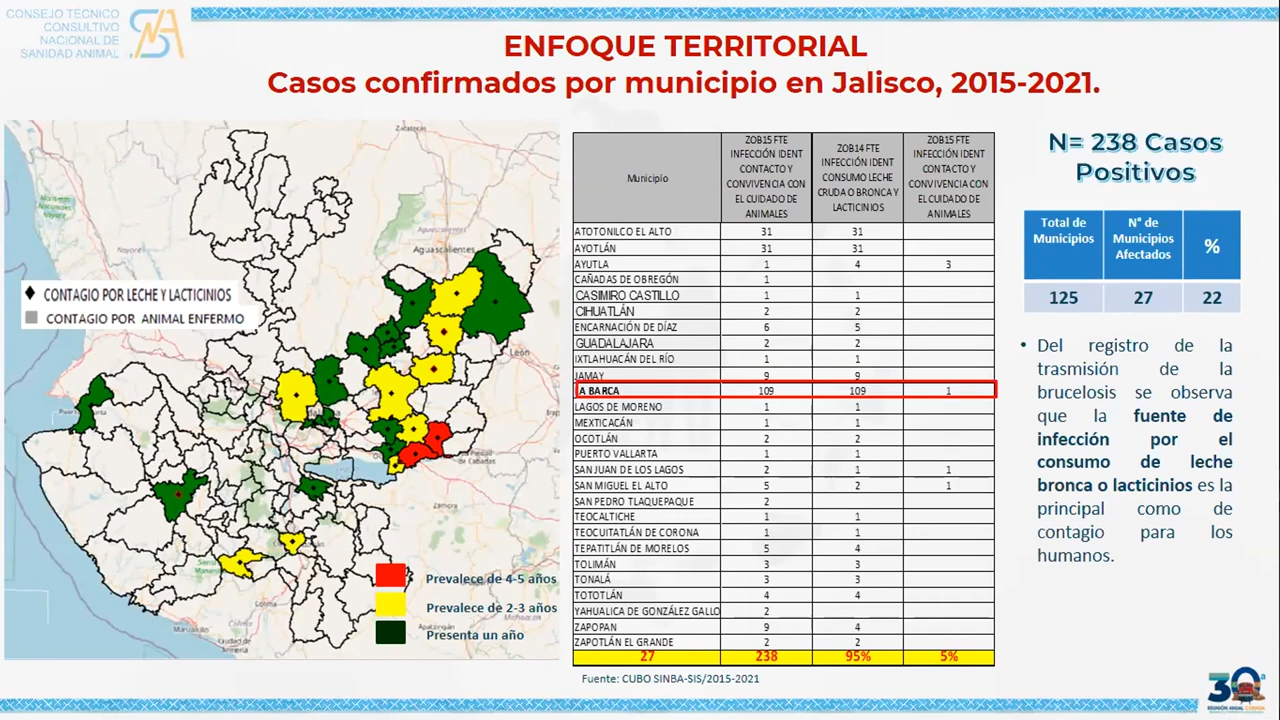 CONSEJO TÉCNICO
CONSULTIVO
NACIONAL DE
SANIDAD ANIMAL
ENFOQUE TERRITORIAL
Casos confirmados por municipio en Jalisco, 2015-2021.
Zacatecas
Aguascalientes
León
Zamora
Colima
CONTAGIO POR LECHE Y LACTICINIOS
CONTAGIO POR ANIMAL ENFERMO
Prevalece de 4-5 años
Prevalece de 2-3 años
Presenta un año
Municipio
ZOB15 FTE INFECCIÓN IDENT CONTACTO Y CONVIVENCIA CON EL CUIDADO DE ANIMALES
ZOB14 FTE INFECCIÓN IDENT CONSUMO LECHE CRUDA O BRONCA Y LACTICINIOS
ZOB15 FTE INFECCIÓN IDENT CONTACTO Y CONVIVENCIA CON EL CUIDADO DE ANIMALES
ATOTONILCO EL ALTO 31 31
AYOTLÁN 31 31
AYUTLA 1 4 3
CAÑADAS DE OBREGÓN 1
CASIMIRO CASTILLO 1 1
CIHUATLÁN 2 2
ENCARNACIÓN DE DÍAZ 6 5
GUADALAJARA 2 2
IXTLAHUACÁN DEL RÍO 1 1
JAMAY 9 9
A BARCA 109 109 1
LAGOS DE MORENO 1 1
MEXTICACÁN 1 1
OCOTLÁN 2 2
PUERTO VALLARTA 1 1
SAN JUAN DE LOS LAGOS 2 1 1
SAN MIGUEL EL ALTO 5 2 1
SAN PEDRO TLAQUEPAQUE 2
TEOCALTICHE 1 1
TEOCUITATLÁN DE CORONA 1 1
TEPATITLÁN DE MORELOS 5 4
TOLIMÁN 3 3
TONALÁ 3 3
TOTOTLÁN 4 4
YAHUALICA DE GONZÁLEZ GALLO 2
ZAPOPAN 9 4
ZAPOTLÁN EL GRANDE 2 2
27 238 95% 5%
Fuente: CUBO SINBA-SIS/2015-2021
N= 238 Casos
Positivos
Total de Municipios
N° de Municipios Afectados
%
125 27 22
• Del registro de la
trasmisión de la
brucelosis se observa
que la fuente de
infección por el
consumo de leche
bronca o lacticinios es la
principal como de
contagio para los
humanos.
30ª
REUNIÓN ANUAL CONASA